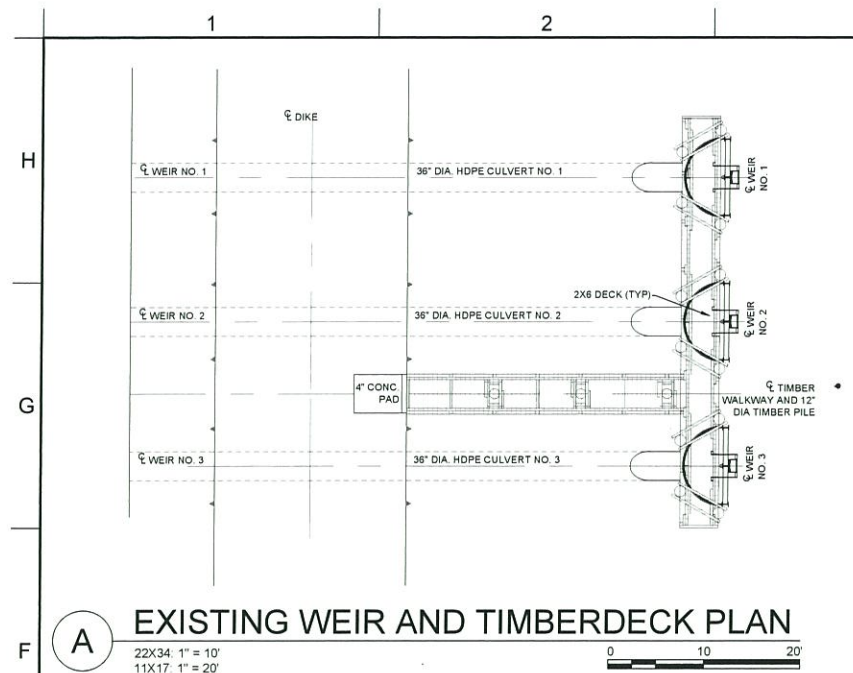 1 2
℄ DIKE
H
℄ WEIR NO. 1
36" DIA. HDPE CULVERT NO. 1
℄ WEIR
NO. 1
2X6 DECK (TYP)
℄ WEIR NO. 2
36" DIA. HDPE CULVERT NO. 2
℄ WEIR
NO. 2
G
4" CONC.
PAD
℄ TIMBER
WALKWAY AND 12"
DIA TIMBER PILE
℄ WEIR NO. 3
36" DIA. HDPE CULVERT NO. 3
℄ WEIR
NO. 3
F
A
EXISTING WEIR AND TIMBERDECK PLAN
22X34: 1" = 10'
11X17: 1" = 20'
0 10 20'